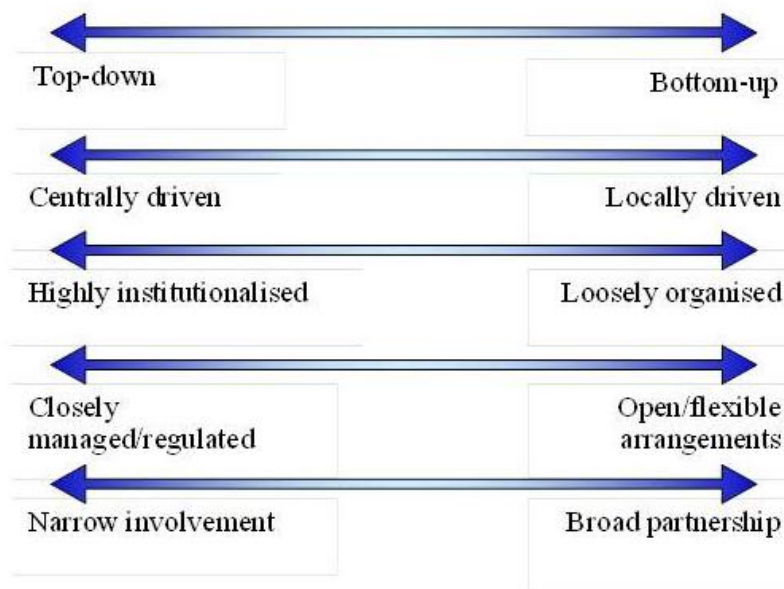 Top-down
Bottom-up
Centrally driven
Locally driven
Highly institutionalised
Loosely organised
Closely
managed/regulated
Open/flexible
arrangements
Narrow involvement
Broad partnership